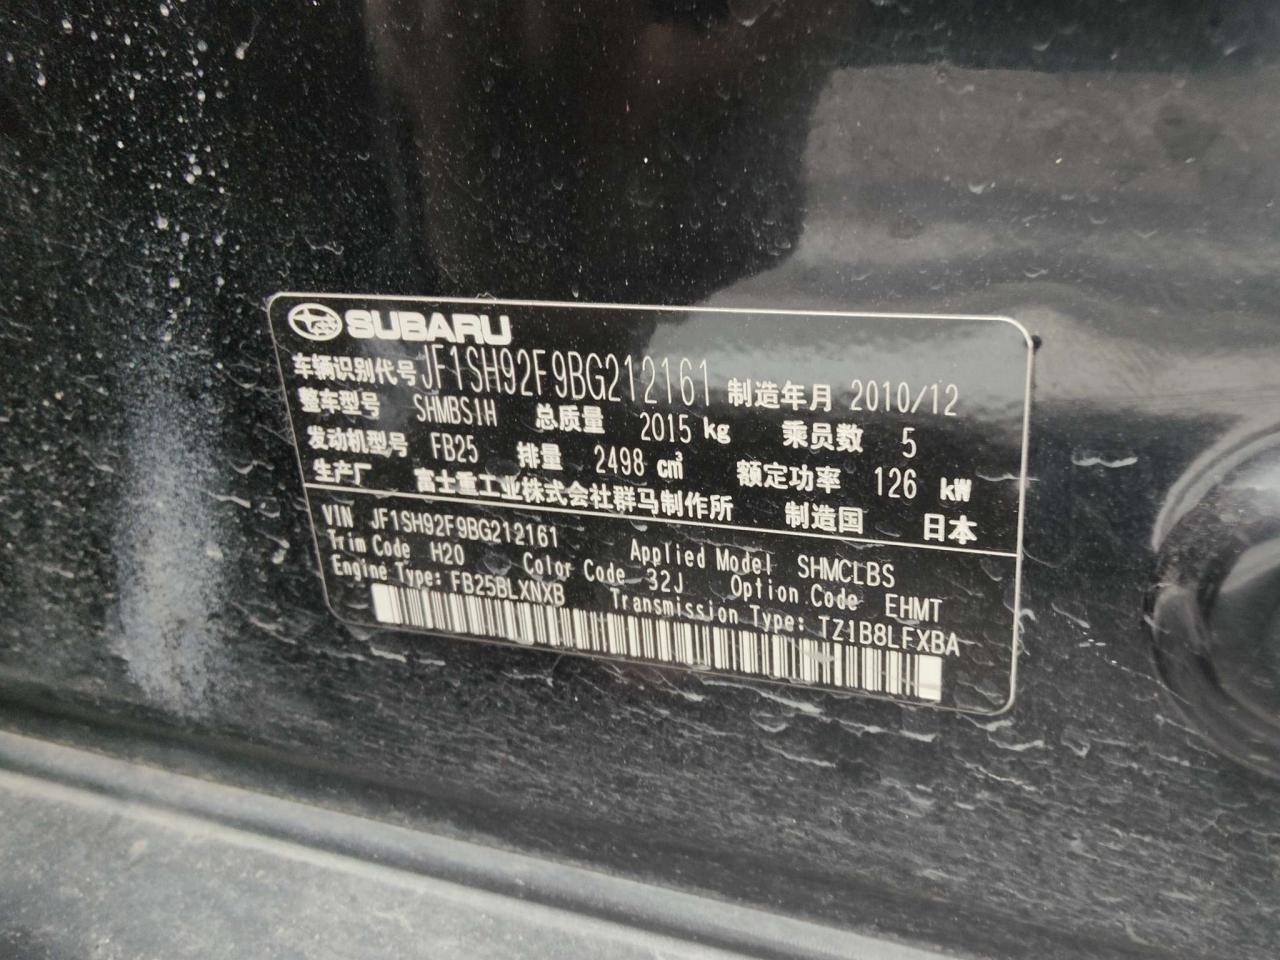 SUBARU
车辆识别代号 JF1SH92F9BG212161 制造年月 2010/12
整车型号 SHMBS1H 总质量 2015 kg 乘员数 5
发动机型号 FB25 排量 2498 cm³ 额定功率 126 kW
生产厂 富士重工业株式会社群马制作所 制造国 日本
VIN JF1SH92F9BG212161 Applied Model SHMCLBS
Trim Code H20 Color Code 32J Option Code EHMT
Engine Type: FB25BLXNXB Transmission Type: TZ1B8LFXBA